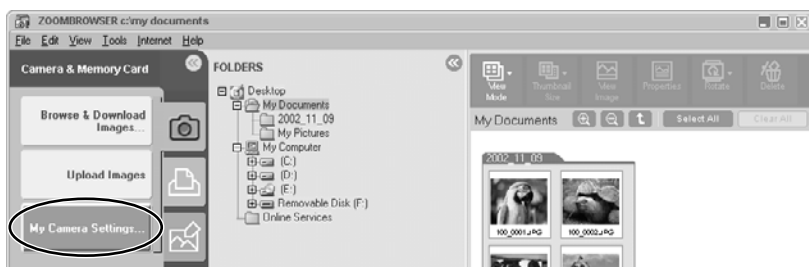 ZOOMBROWSER c:\my documents
File Edit View Tools Internet Help
Camera & Memory Card
Browse & Download
Images...
Upload Images
My Camera Settings...
FOLDERS
Desktop
My Documents
2002_11_09
My Pictures
My Computer
(C:)
(D:)
(E:)
Removable Disk (F:)
Online Services
View
Mode
Thumbnail
Size
View
Image
Properties
Rotate
Delete
My Documents
Select All
Clear All
2002_11_09
100_0001.JPG
100_0002.JPG